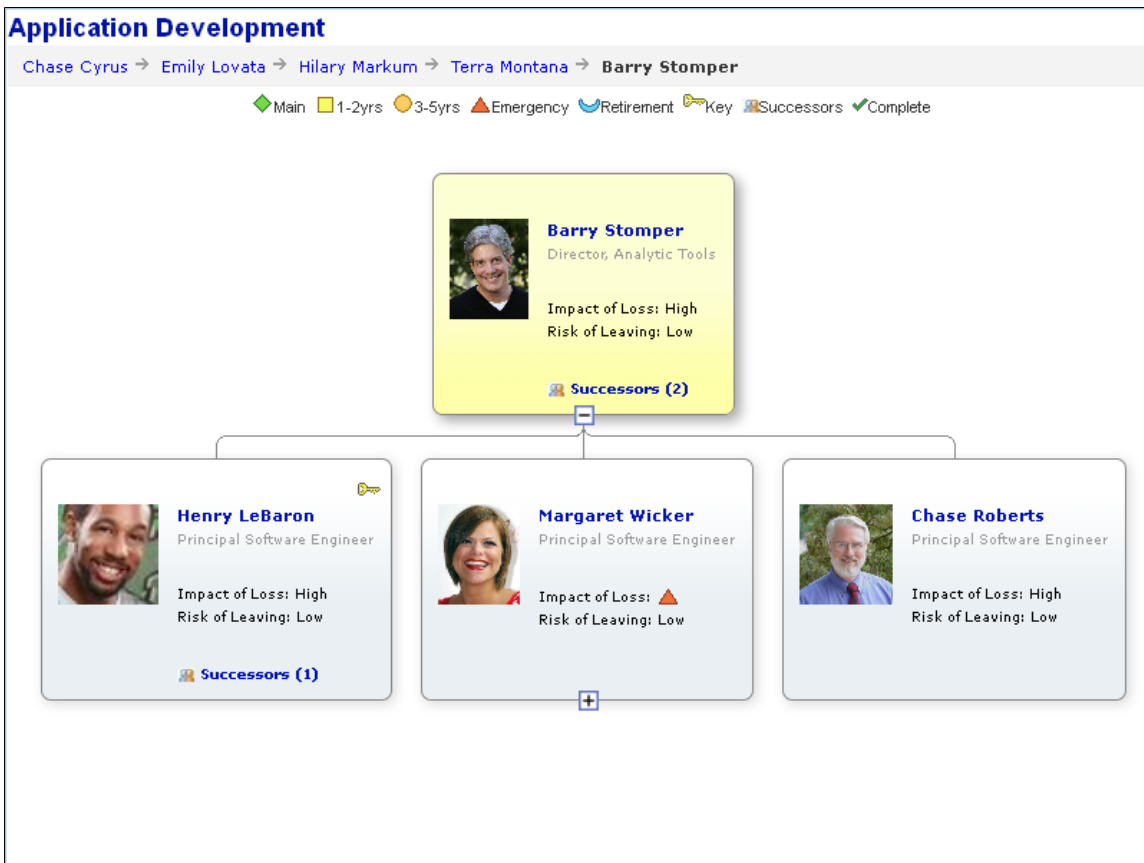 Application Development
Chase Cyrus Emily Lovata Hilary Markum Terra Montana Barry Stomper
Main 1-2yrs 3-5yrs Emergency Retirement Key Successors Complete
Barry Stomper
Director, Analytic Tools
Impact of Loss: High
Risk of Leaving: Low
Successors (2)
Henry LeBaron
Principal Software Engineer
Impact of Loss: High
Risk of Leaving: Low
Successors (1)
Margaret Wicker
Principal Software Engineer
Impact of Loss:
Risk of Leaving: Low
Chase Roberts
Principal Software Engineer
Impact of Loss: High
Risk of Leaving: Low